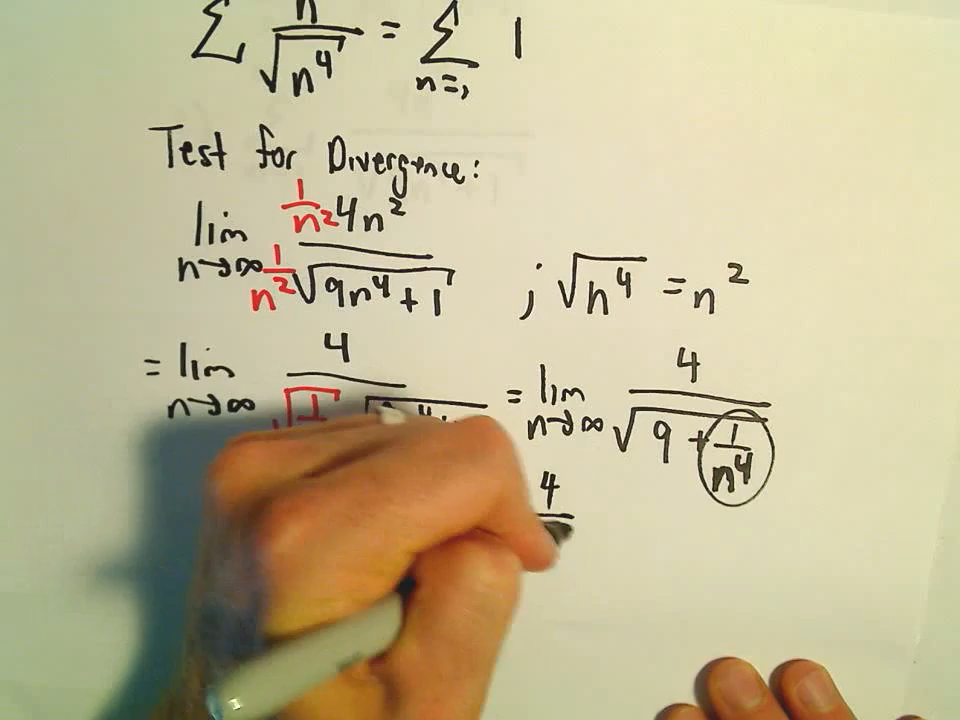 ∑ n/√n⁴ = ∑ n=1 1
Test for Divergence:
lim n→∞ (1/n² 4n²)/(1/n² √(9n⁴+1)) ; √n⁴ = n²
= lim n→∞ 4/√(1/ = lim n→∞ 4/√(9 + 1/n⁴)
4